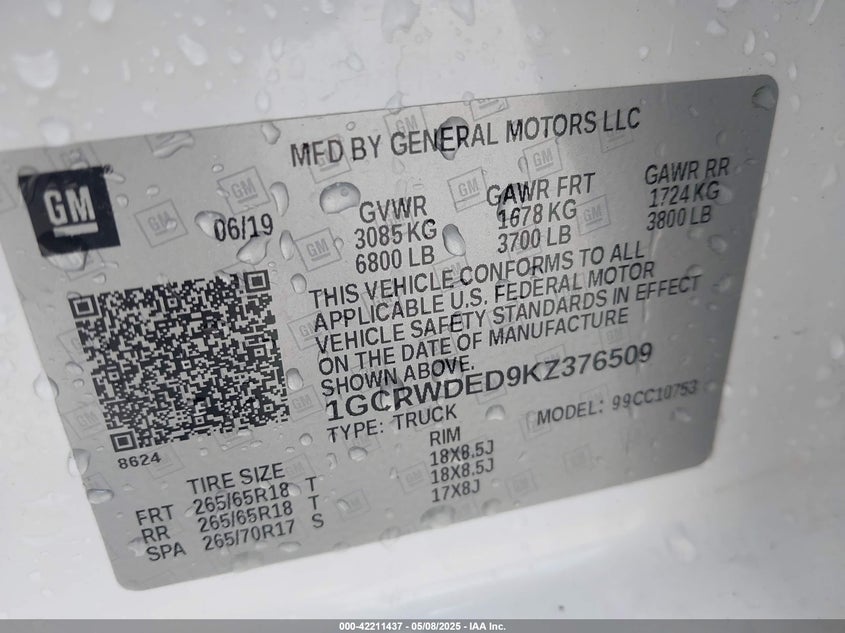 MFD BY GENERAL MOTORS LLC
GM
06/19
GVWR
3085 KG
6800 LB
GAWR FRT
1678 KG
3700 LB
GAWR RR
1724 KG
3800 LB
THIS VEHICLE CONFORMS TO ALL
APPLICABLE U.S. FEDERAL MOTOR
VEHICLE SAFETY STANDARDS IN EFFECT
ON THE DATE OF MANUFACTURE
SHOWN ABOVE.
1GCRWDED9KZ376509
TYPE: TRUCK MODEL: 99CC10753
8624
TIRE SIZE RIM
FRT 265/65R18 T 18X8.5J
RR 265/65R18 T 18X8.5J
SPA 265/70R17 S 17X8J
000-42211437 - 05/08/2025 - IAA Inc.